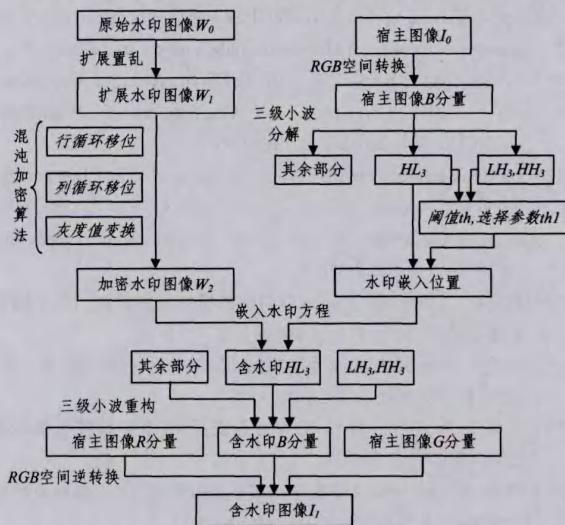 原始水印图像W0
扩展置乱
扩展水印图像W1
混沌加密算法
行循环移位
列循环移位
灰度值变换
加密水印图像W2
宿主图像I0
RGB空间转换
宿主图像B分量
三级小波
分解
其余部分
HL3
LH3,HH3
阈值th,选择参数th1
水印嵌入位置
嵌入水印方程
其余部分
含水印HL3
LH3,HH3
三级小波重构
宿主图像R分量
含水印B分量
宿主图像G分量
RGB空间逆转换
含水印图像I1